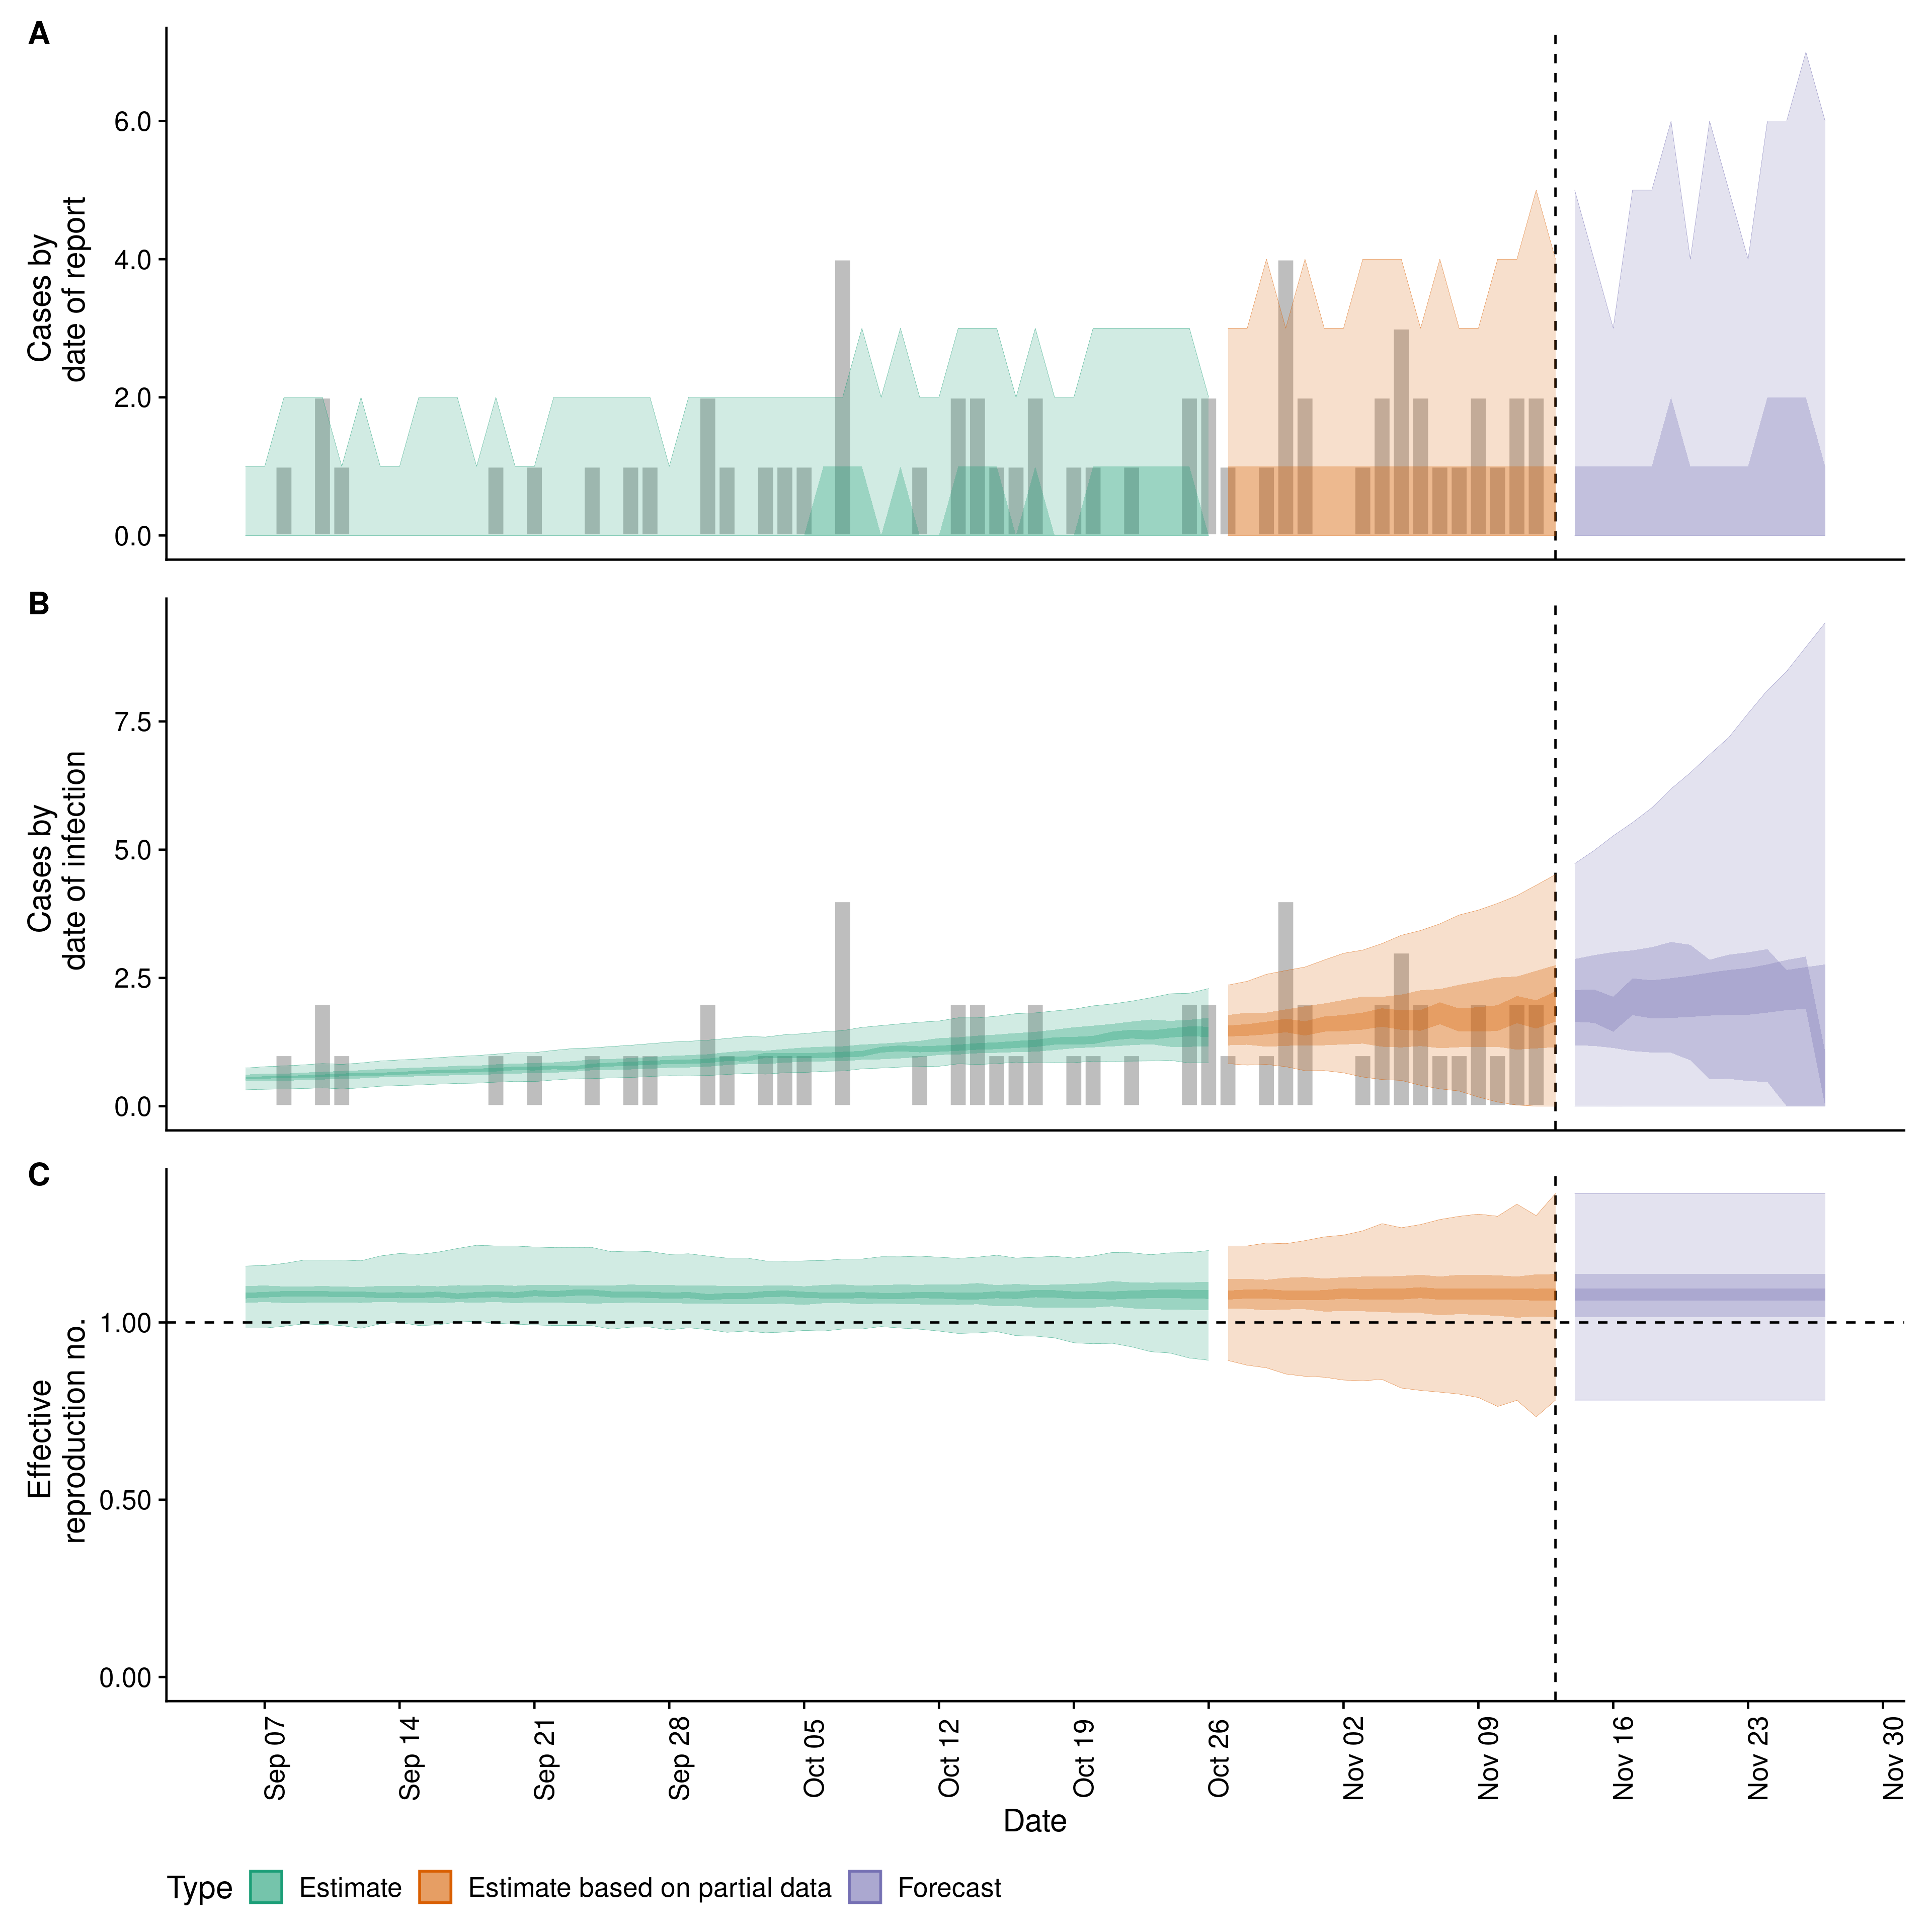 A
Cases by
date of report
6.0
4.0
2.0
0.0
B
Cases by
date of infection
7.5
5.0
2.5
0.0
C
Effective
reproduction no.
1.00
0.50
0.00
Sep 07
Sep 14
Sep 21
Sep 28
Oct 05
Oct 12
Oct 19
Oct 26
Nov 02
Nov 09
Nov 16
Nov 23
Nov 30
Date
Type Estimate Estimate based on partial data Forecast